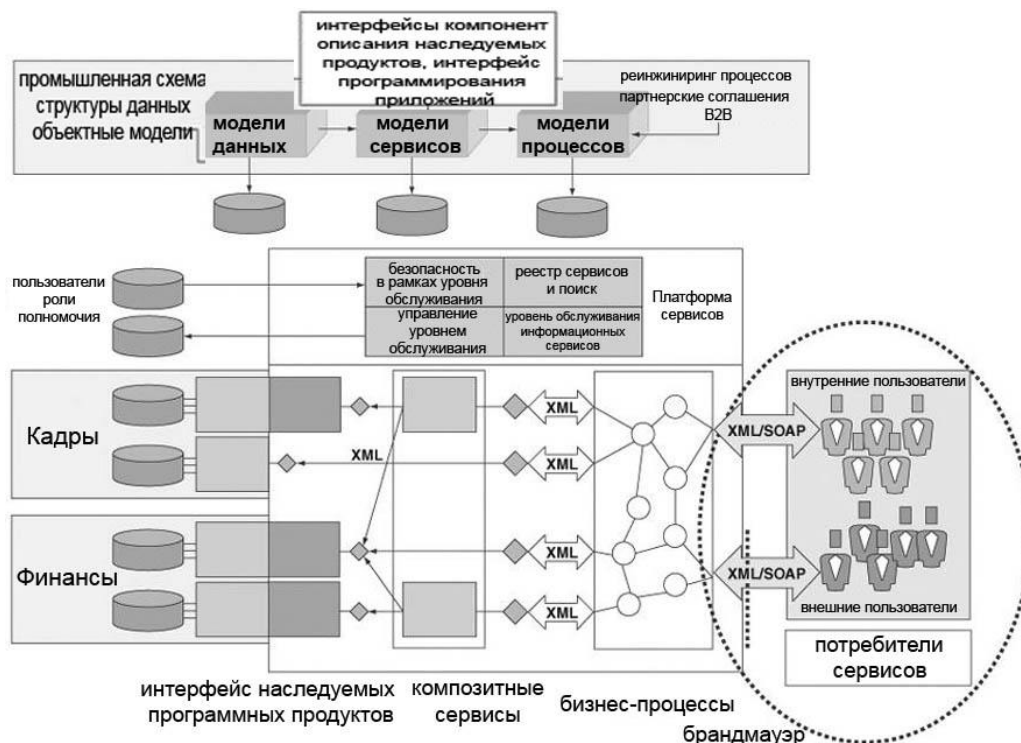 интерфейсы компонент
описания наследуемых
продуктов, интерфейс
программирования
приложений
промышленная схема
структуры данных
объектные модели
реинжиниринг процессов
партнерские соглашения
B2B
модели
данных
модели
сервисов
модели
процессов
пользователи
роли
полномочия
безопасность
в рамках уровня
обслуживания
реестр сервисов
и поиск
управление
уровнем
обслуживания
уровень обслуживания
информационных
сервисов
Платформа
сервисов
Кадры
Финансы
XML
XML
XML
XML
XML
XML/SOAP
XML/SOAP
внутренние пользователи
внешние пользователи
потребители
сервисов
интерфейс наследуемых
программных продуктов
композитные
сервисы
бизнес-процессы
брандмауэр